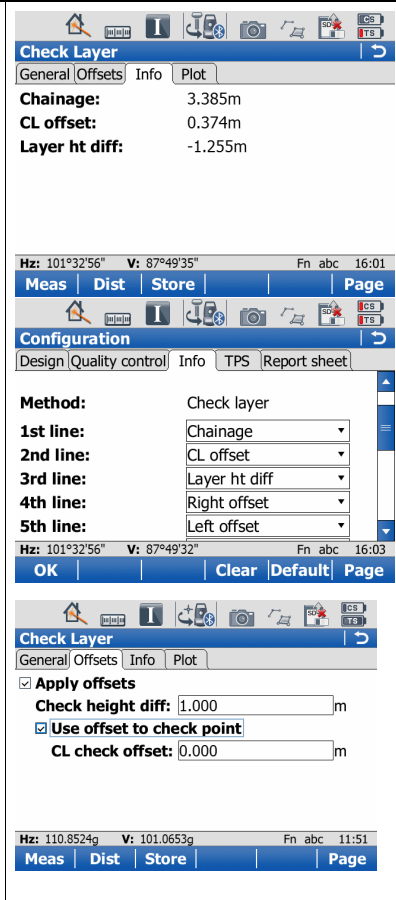 CS
TS
Check Layer
General Offsets Info Plot
Chainage: 3.385m
CL offset: 0.374m
Layer ht diff: -1.255m
Hz: 101°32'56" V: 87°49'35" Fn abc 16:01
Meas Dist Store Page
CS
TS
Configuration
Design Quality control Info TPS Report sheet
Method: Check layer
1st line: Chainage
2nd line: CL offset
3rd line: Layer ht diff
4th line: Right offset
5th line: Left offset
Hz: 101°32'56" V: 87°49'32" Fn abc 16:03
OK Clear Default Page
CS
TS
Check Layer
General Offsets Info Plot
Apply offsets
Check height diff: 1.000 m
Use offset to check point
CL check offset: 0.000 m
Hz: 110.8524g V: 101.0653g Fn abc 11:51
Meas Dist Store Page